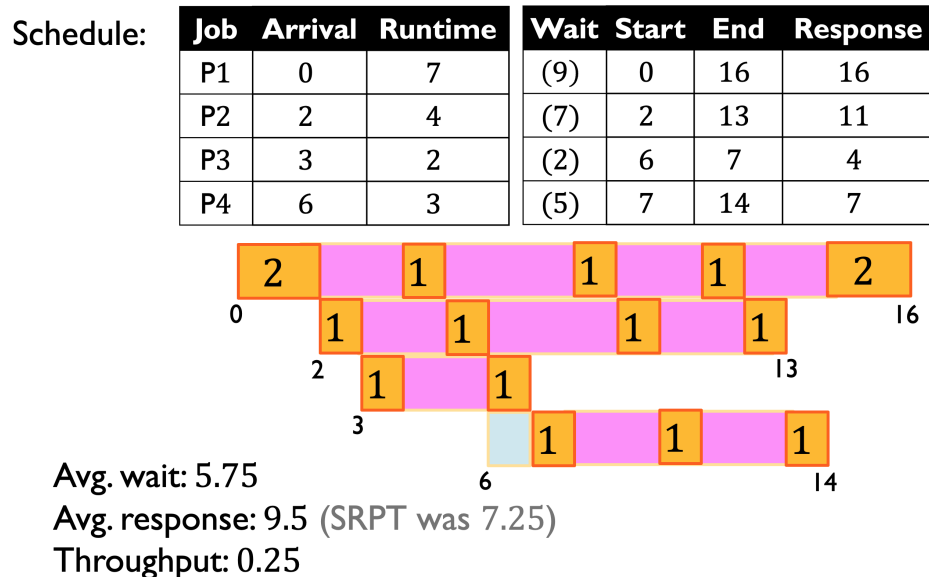 Schedule:
Job Arrival Runtime Wait Start End Response
P1 0 7 (9) 0 16 16
P2 2 4 (7) 2 13 11
P3 3 2 (2) 6 7 4
P4 6 3 (5) 7 14 7
2 1 1 1 2
0 16
1 1 1 1
2 13
1 1
3
1 1 1
6 14
Avg. wait: 5.75
Avg. response: 9.5 (SRPT was 7.25)
Throughput: 0.25